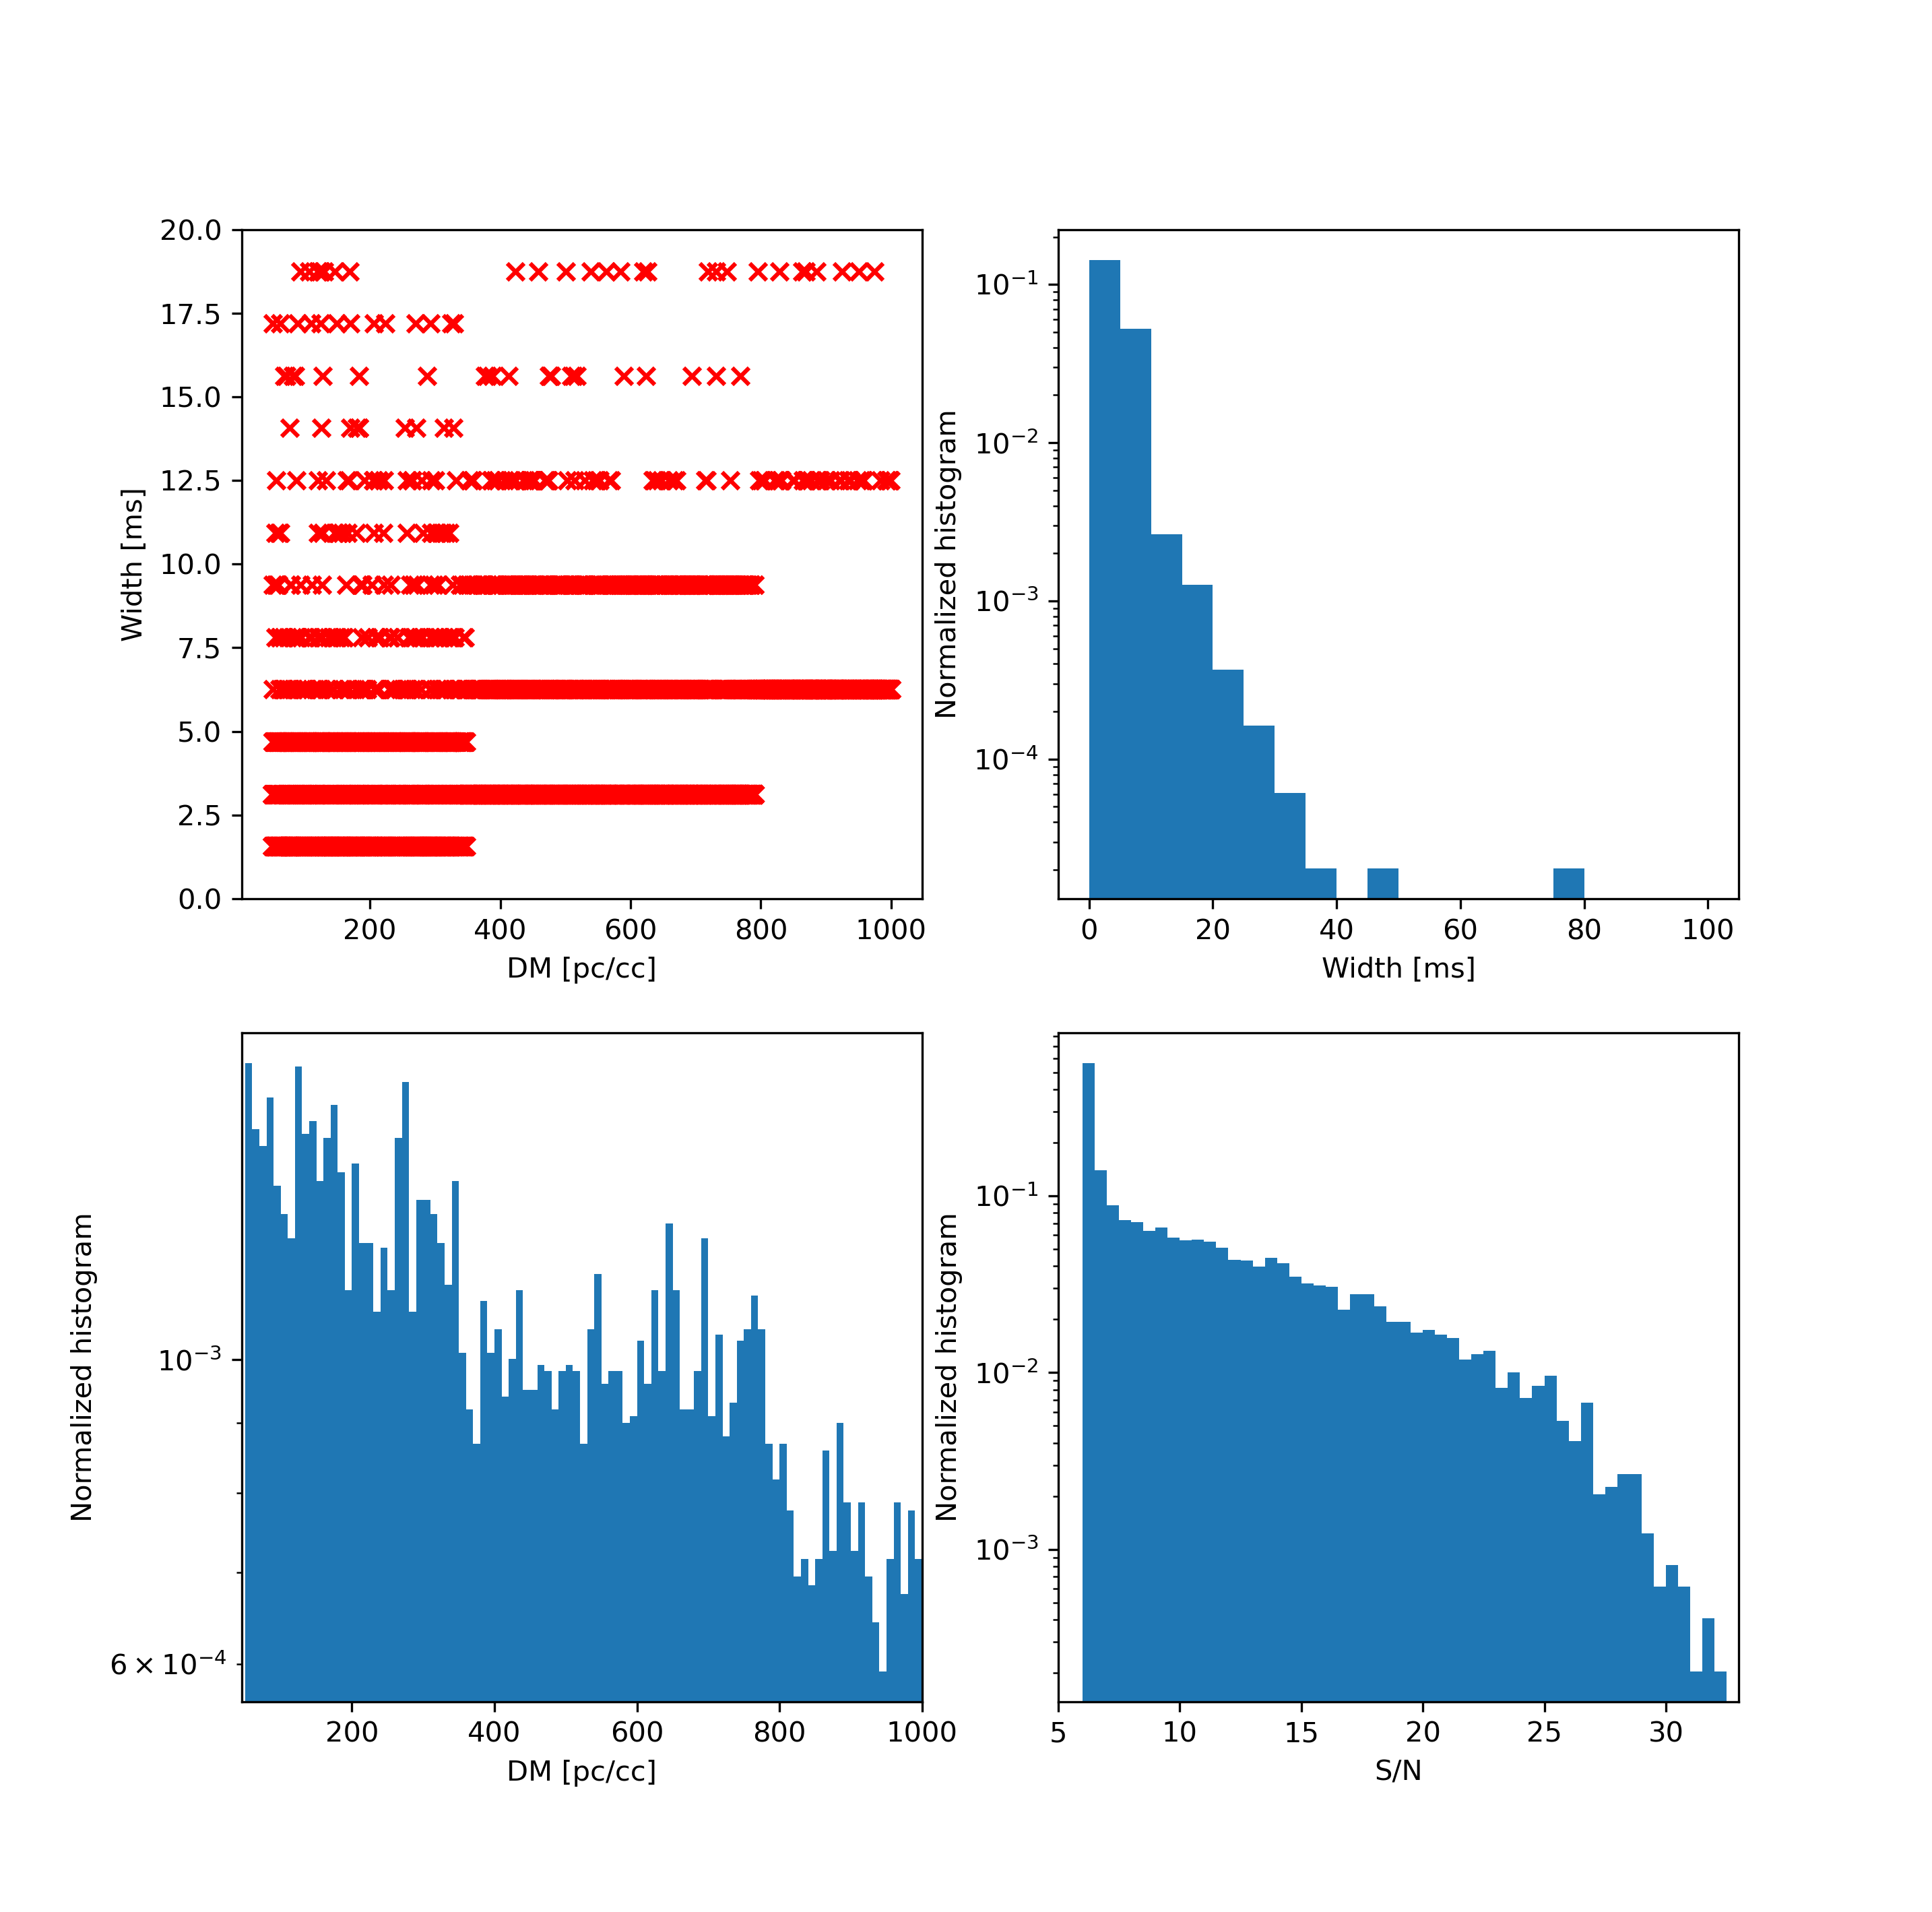 20.0
17.5
15.0
12.5
10.0
7.5
5.0
2.5
0.0
Width [ms]
200 400 600 800 1000
DM [pc/cc]
10⁻¹
10⁻²
10⁻³
10⁻⁴
Normalized histogram
0 20 40 60 80 100
Width [ms]
10⁻³
6 × 10⁻⁴
Normalized histogram
200 400 600 800 1000
DM [pc/cc]
10⁻¹
10⁻²
10⁻³
Normalized histogram
5 10 15 20 25 30
S/N